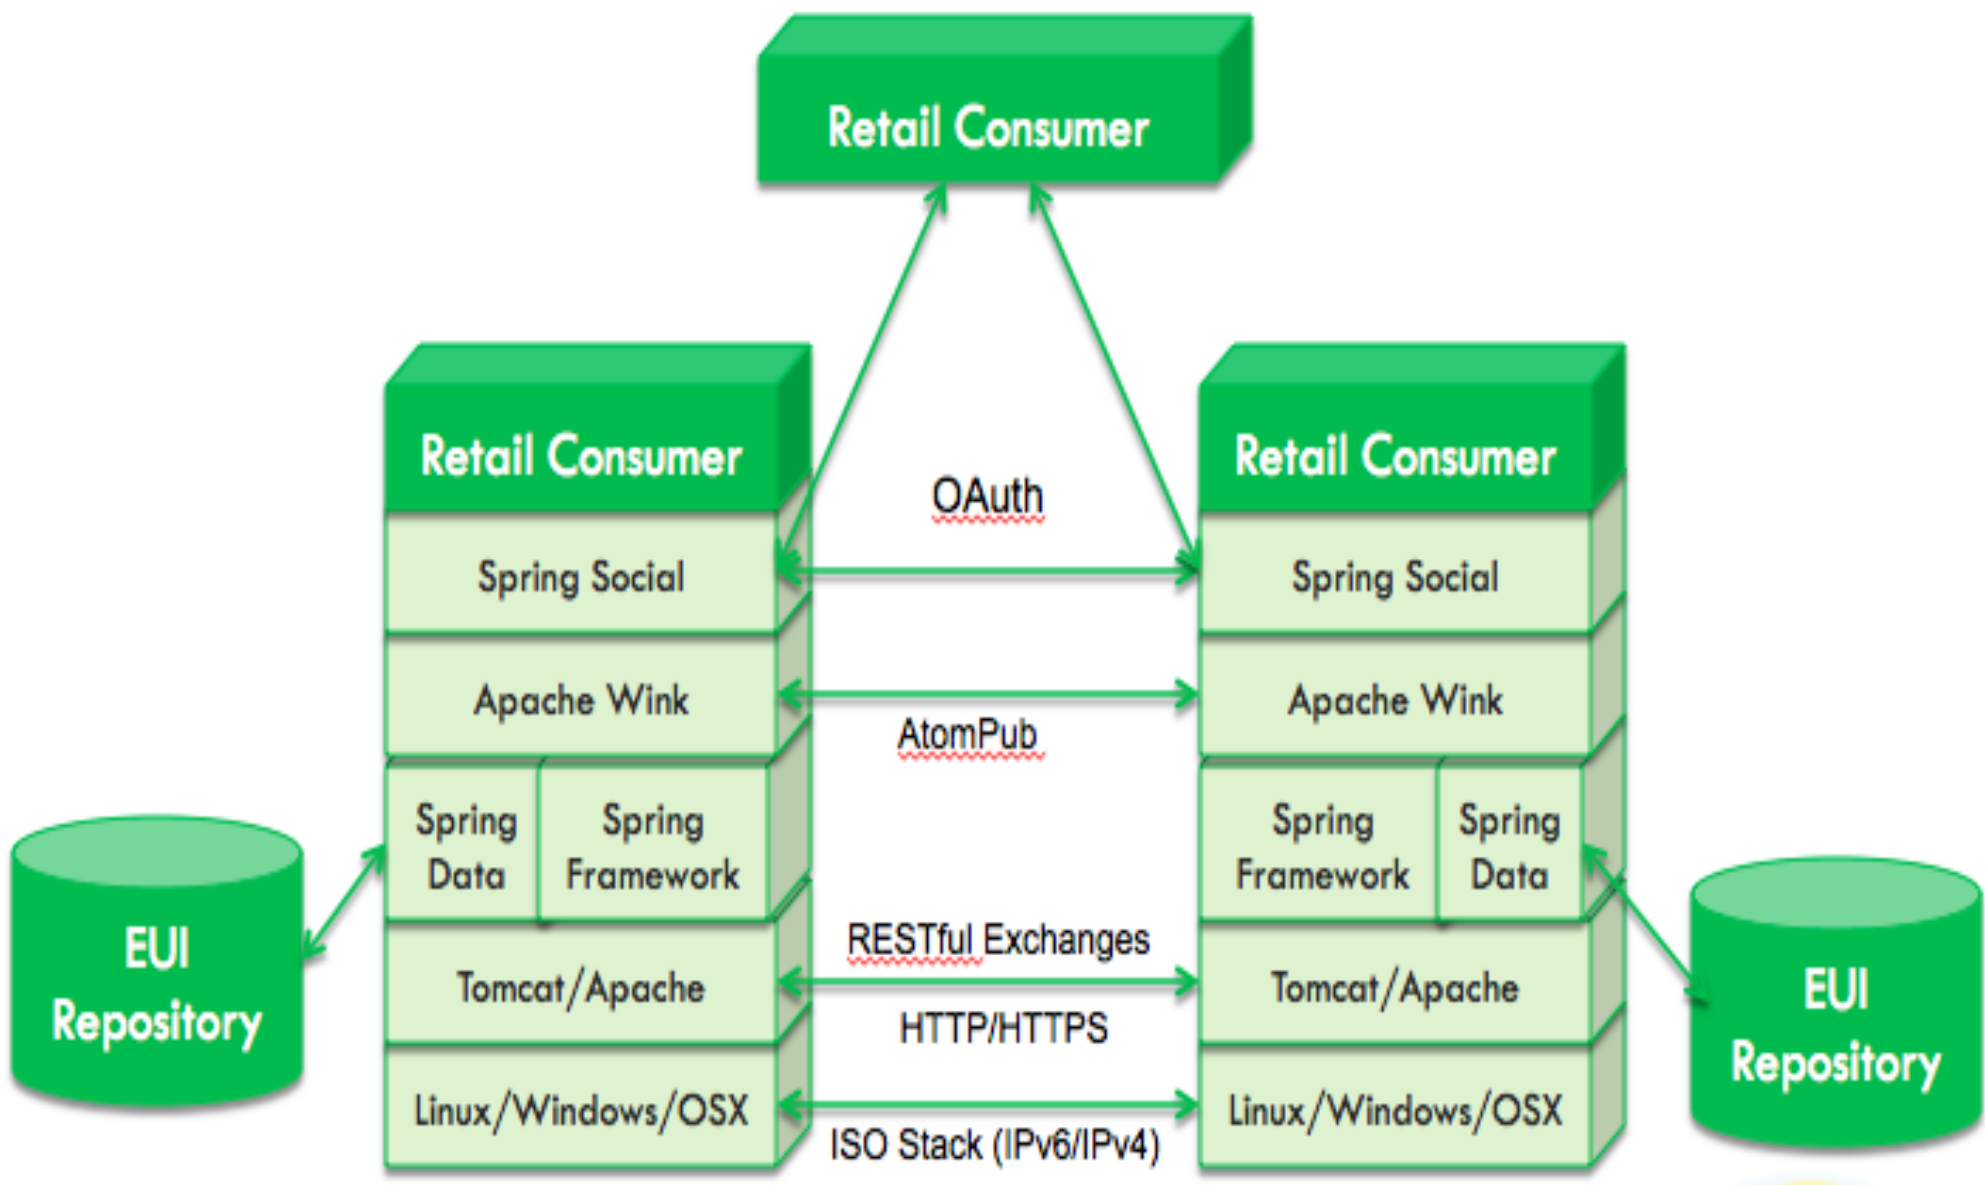 Retail Consumer
Retail Consumer
Retail Consumer
OAuth
Spring Social
Spring Social
Apache Wink
Apache Wink
AtomPub
Spring
Data
Spring
Framework
Spring
Framework
Spring
Data
EUI
Repository
RESTful Exchanges
Tomcat/Apache
Tomcat/Apache
HTTP/HTTPS
EUI
Repository
Linux/Windows/OSX
Linux/Windows/OSX
ISO Stack (IPv6/IPv4)